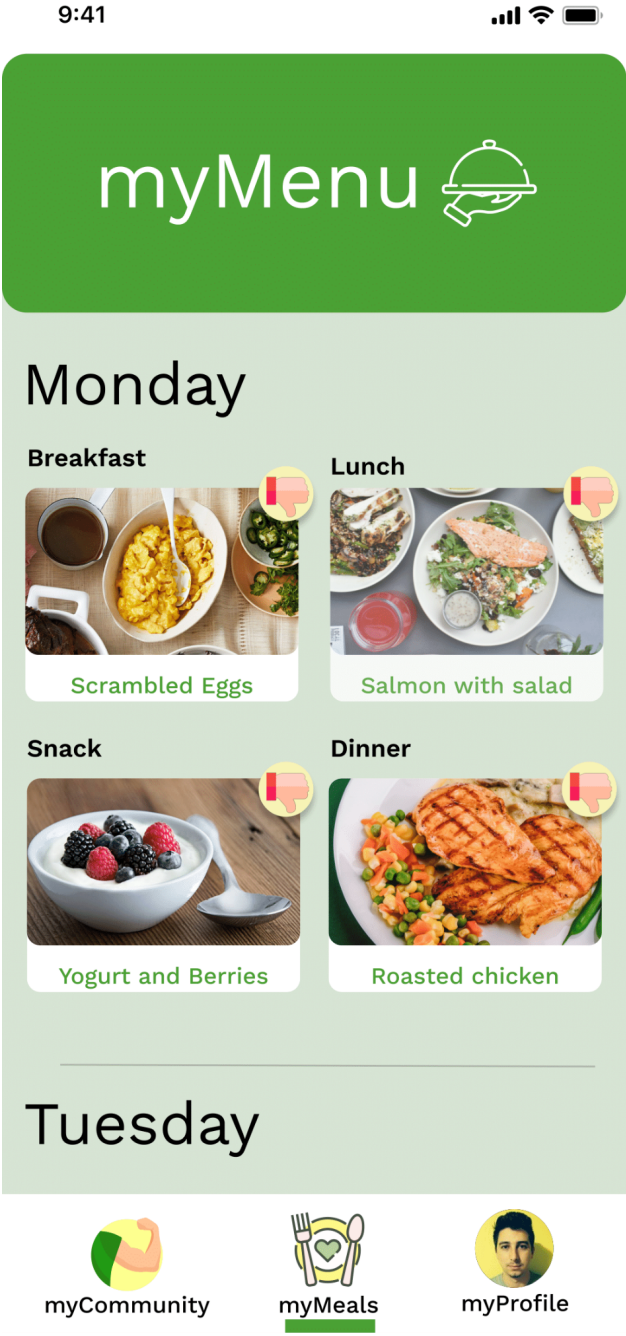 9:41
myMenu
Monday
Breakfast
Lunch
Scrambled Eggs
Salmon with salad
Snack
Dinner
Yogurt and Berries
Roasted chicken
Tuesday
myCommunity
myMeals
myProfile